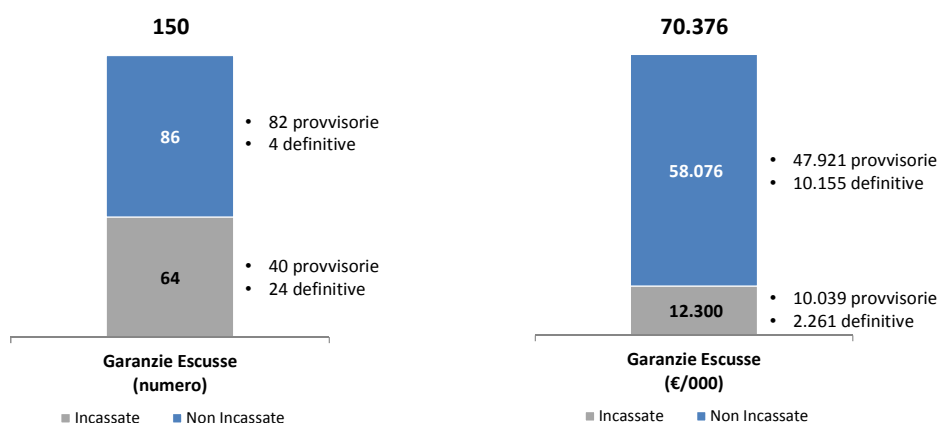 150
86
• 82 provvisorie
• 4 definitive
64
• 40 provvisorie
• 24 definitive
Garanzie Escusse
(numero)
Incassate Non Incassate
70.376
58.076
• 47.921 provvisorie
• 10.155 definitive
12.300
• 10.039 provvisorie
• 2.261 definitive
Garanzie Escusse
(€/000)
Incassate Non Incassate